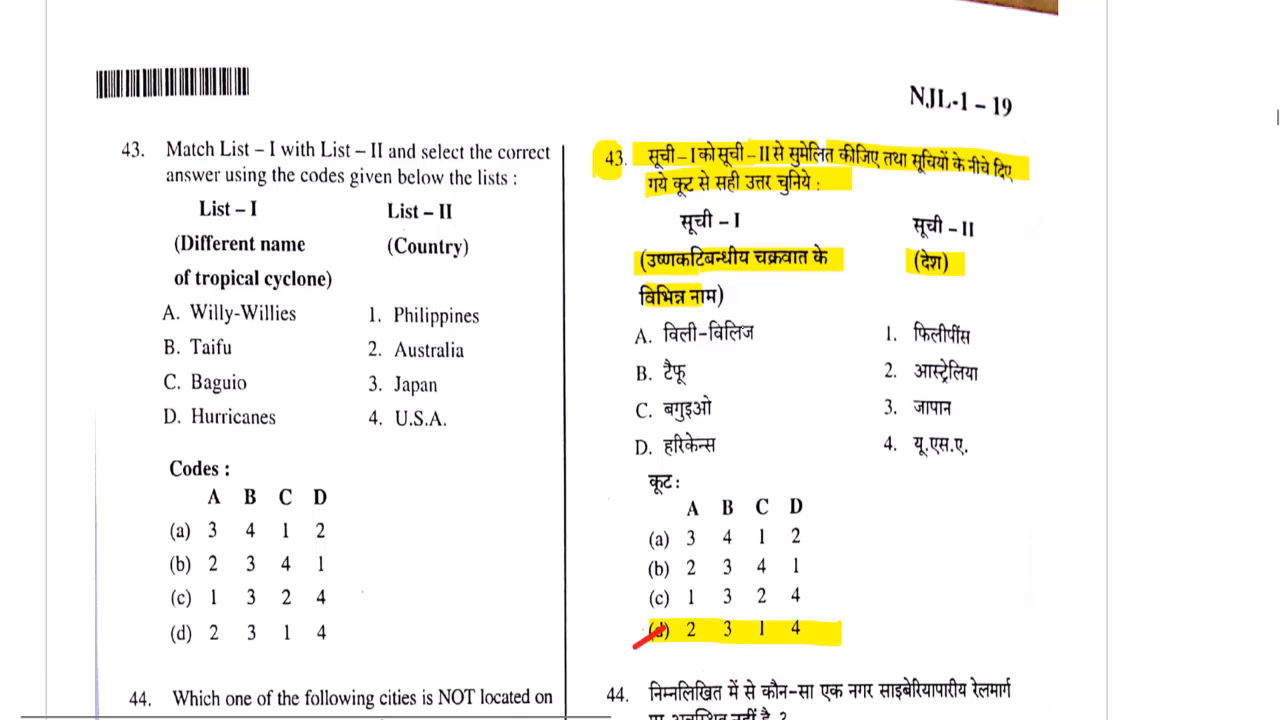 NJL-1 – 19
43. Match List – I with List – II and select the correct
answer using the codes given below the lists :
List – I List – II
(Different name (Country)
of tropical cyclone)
A. Willy-Willies 1. Philippines
B. Taifu 2. Australia
C. Baguio 3. Japan
D. Hurricanes 4. U.S.A.
Codes :
A B C D
(a) 3 4 1 2
(b) 2 3 4 1
(c) 1 3 2 4
(d) 2 3 1 4
44. Which one of the following cities is NOT located on
43. सूची – I को सूची – II से सुमेलित कीजिए तथा सूचियों के नीचे दिए
गये कूट से सही उत्तर चुनिये :
सूची – I सूची – II
(उष्णकटिबन्धीय चक्रवात के (देश)
विभिन्न नाम)
A. विली-विलिज 1. फिलीपींस
B. टैफू 2. आस्ट्रेलिया
C. बगुइओ 3. जापान
D. हरिकेन्स 4. यू.एस.ए.
कूट :
A B C D
(a) 3 4 1 2
(b) 2 3 4 1
(c) 1 3 2 4
(d) 2 3 1 4
44. निम्नलिखित में से कौन-सा एक नगर साइबेरियापारीय रेलमार्ग